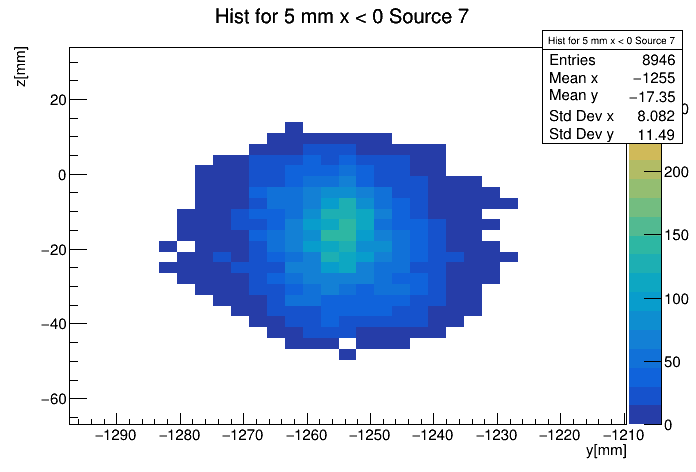 Hist for 5 mm x < 0 Source 7
Hist for 5 mm x < 0 Source 7
Entries 8946
Mean x −1255
Mean y −17.35
Std Dev x 8.082
Std Dev y 11.49
z[mm]
20
0
−20
−40
−60
200
150
100
50
0
−1290 −1280 −1270 −1260 −1250 −1240 −1230 −1220 −1210
y[mm]